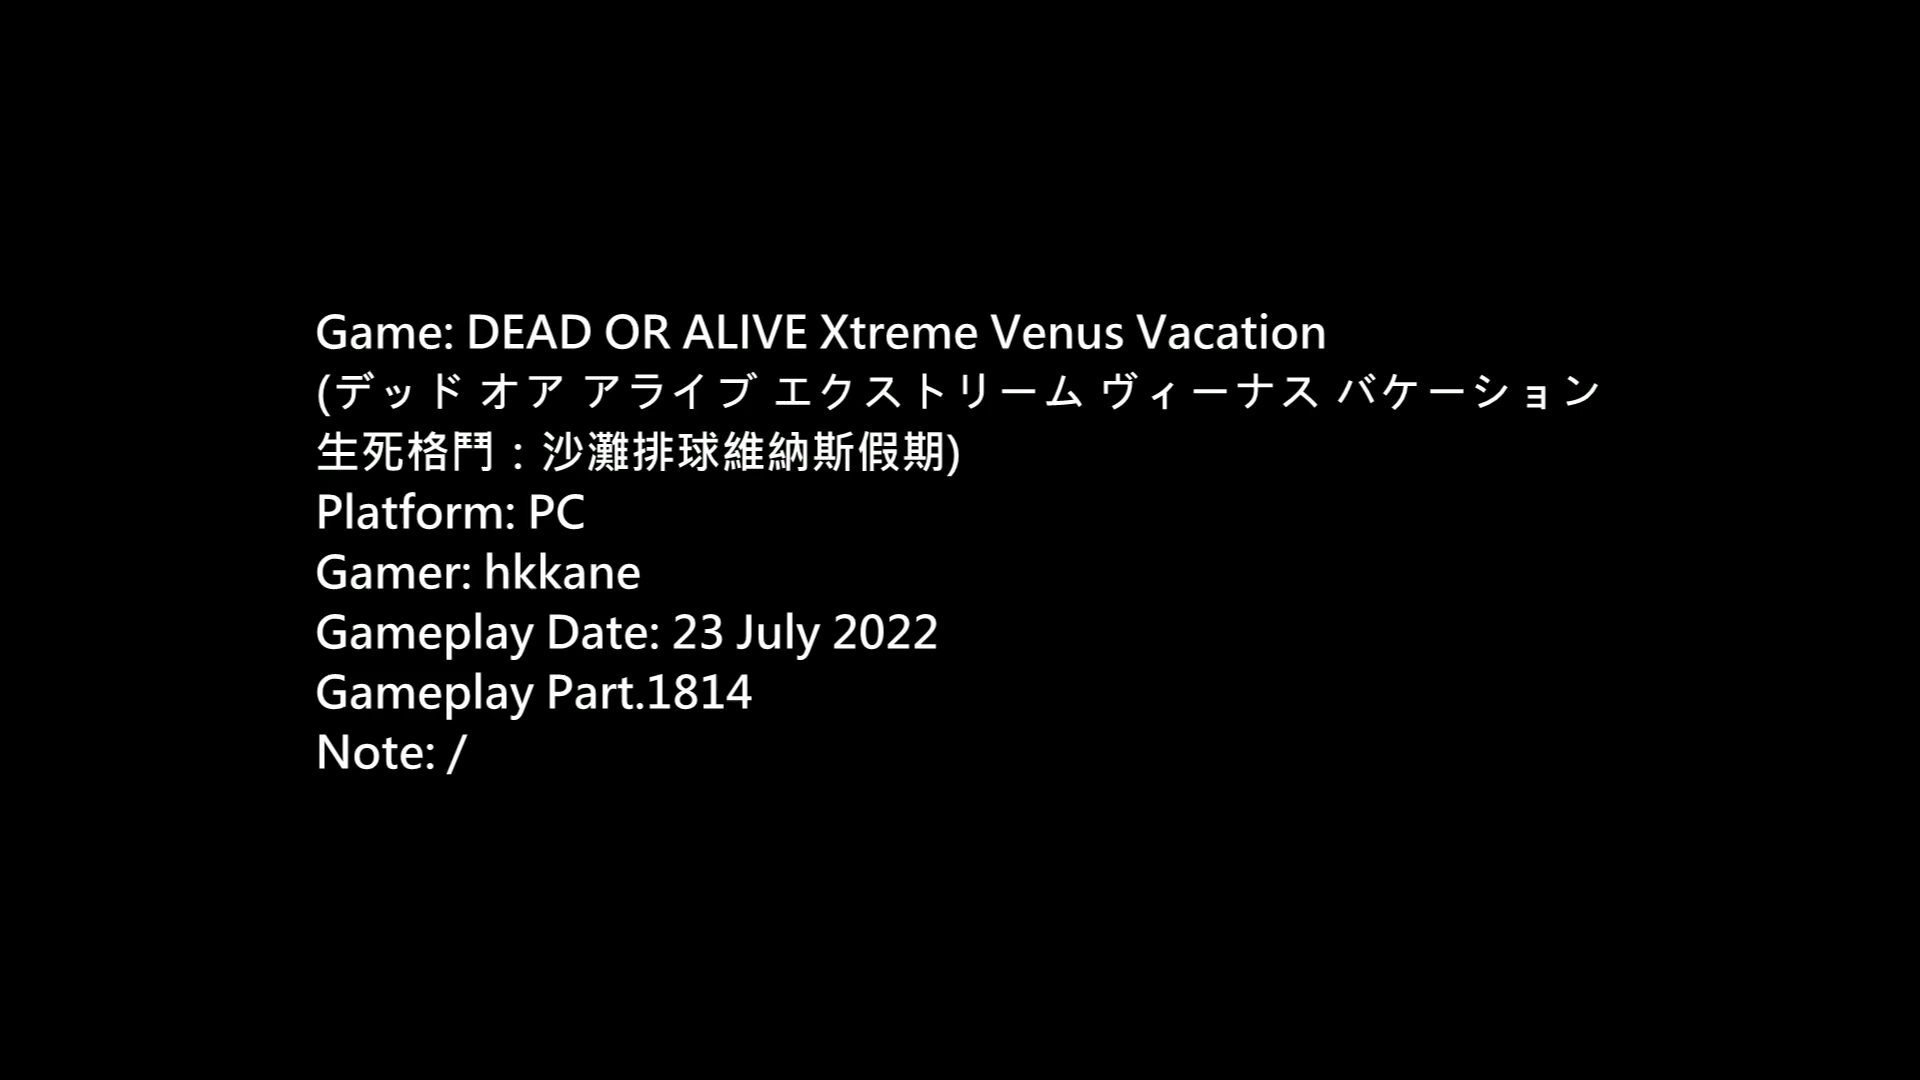 Game: DEAD OR ALIVE Xtreme Venus Vacation
(デッド オア アライブ エクストリーム ヴィーナス バケーション
生死格鬥：沙灘排球維納斯假期)
Platform: PC
Gamer: hkkane
Gameplay Date: 23 July 2022
Gameplay Part.1814
Note: /